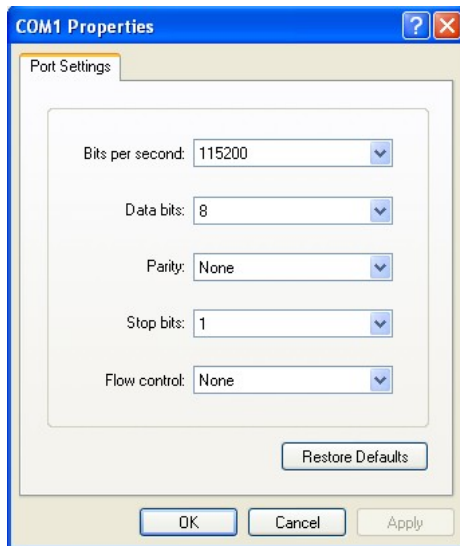 COM1 Properties
Port Settings
Bits per second: 115200
Data bits: 8
Parity: None
Stop bits: 1
Flow control: None
Restore Defaults
OK Cancel Apply